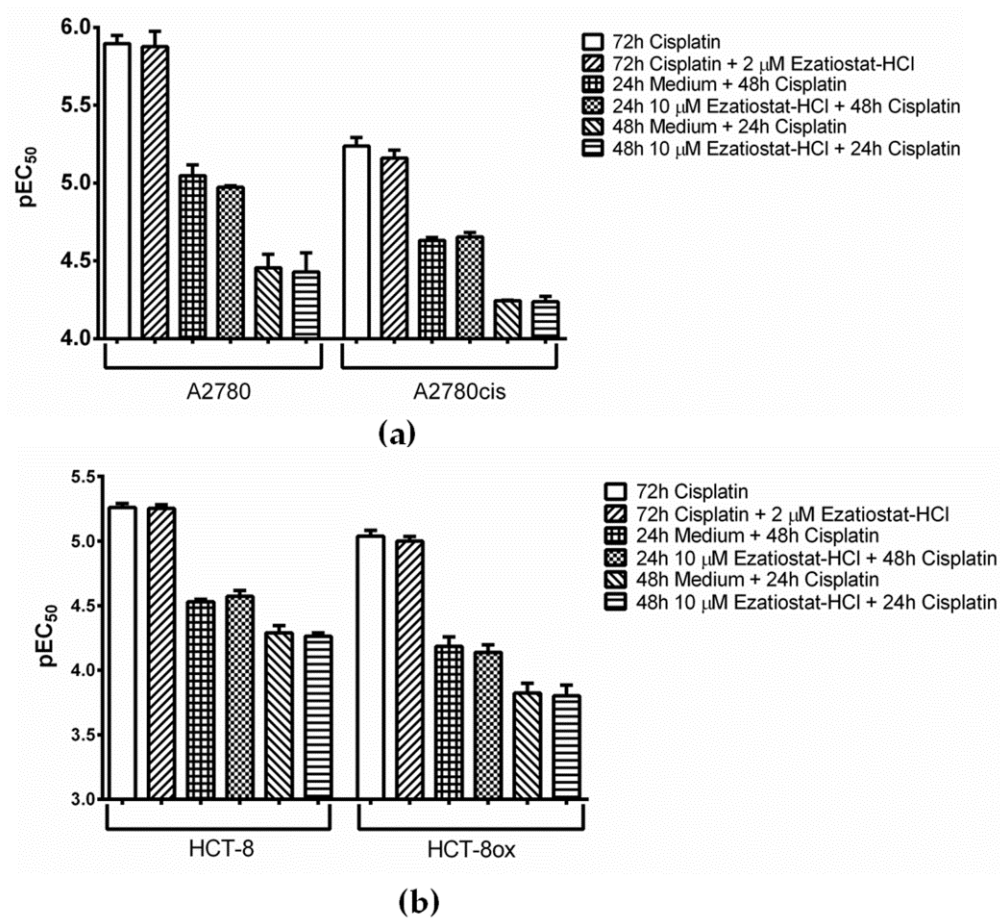 6.0
5.5
5.0
4.5
4.0
pEC50
72h Cisplatin
72h Cisplatin + 2 μM Ezatiostat-HCl
24h Medium + 48h Cisplatin
24h 10 μM Ezatiostat-HCl + 48h Cisplatin
48h Medium + 24h Cisplatin
48h 10 μM Ezatiostat-HCl + 24h Cisplatin
A2780
A2780cis
(a)
5.5
5.0
4.5
4.0
3.5
3.0
pEC50
72h Cisplatin
72h Cisplatin + 2 μM Ezatiostat-HCl
24h Medium + 48h Cisplatin
24h 10 μM Ezatiostat-HCl + 48h Cisplatin
48h Medium + 24h Cisplatin
48h 10 μM Ezatiostat-HCl + 24h Cisplatin
HCT-8
HCT-8ox
(b)